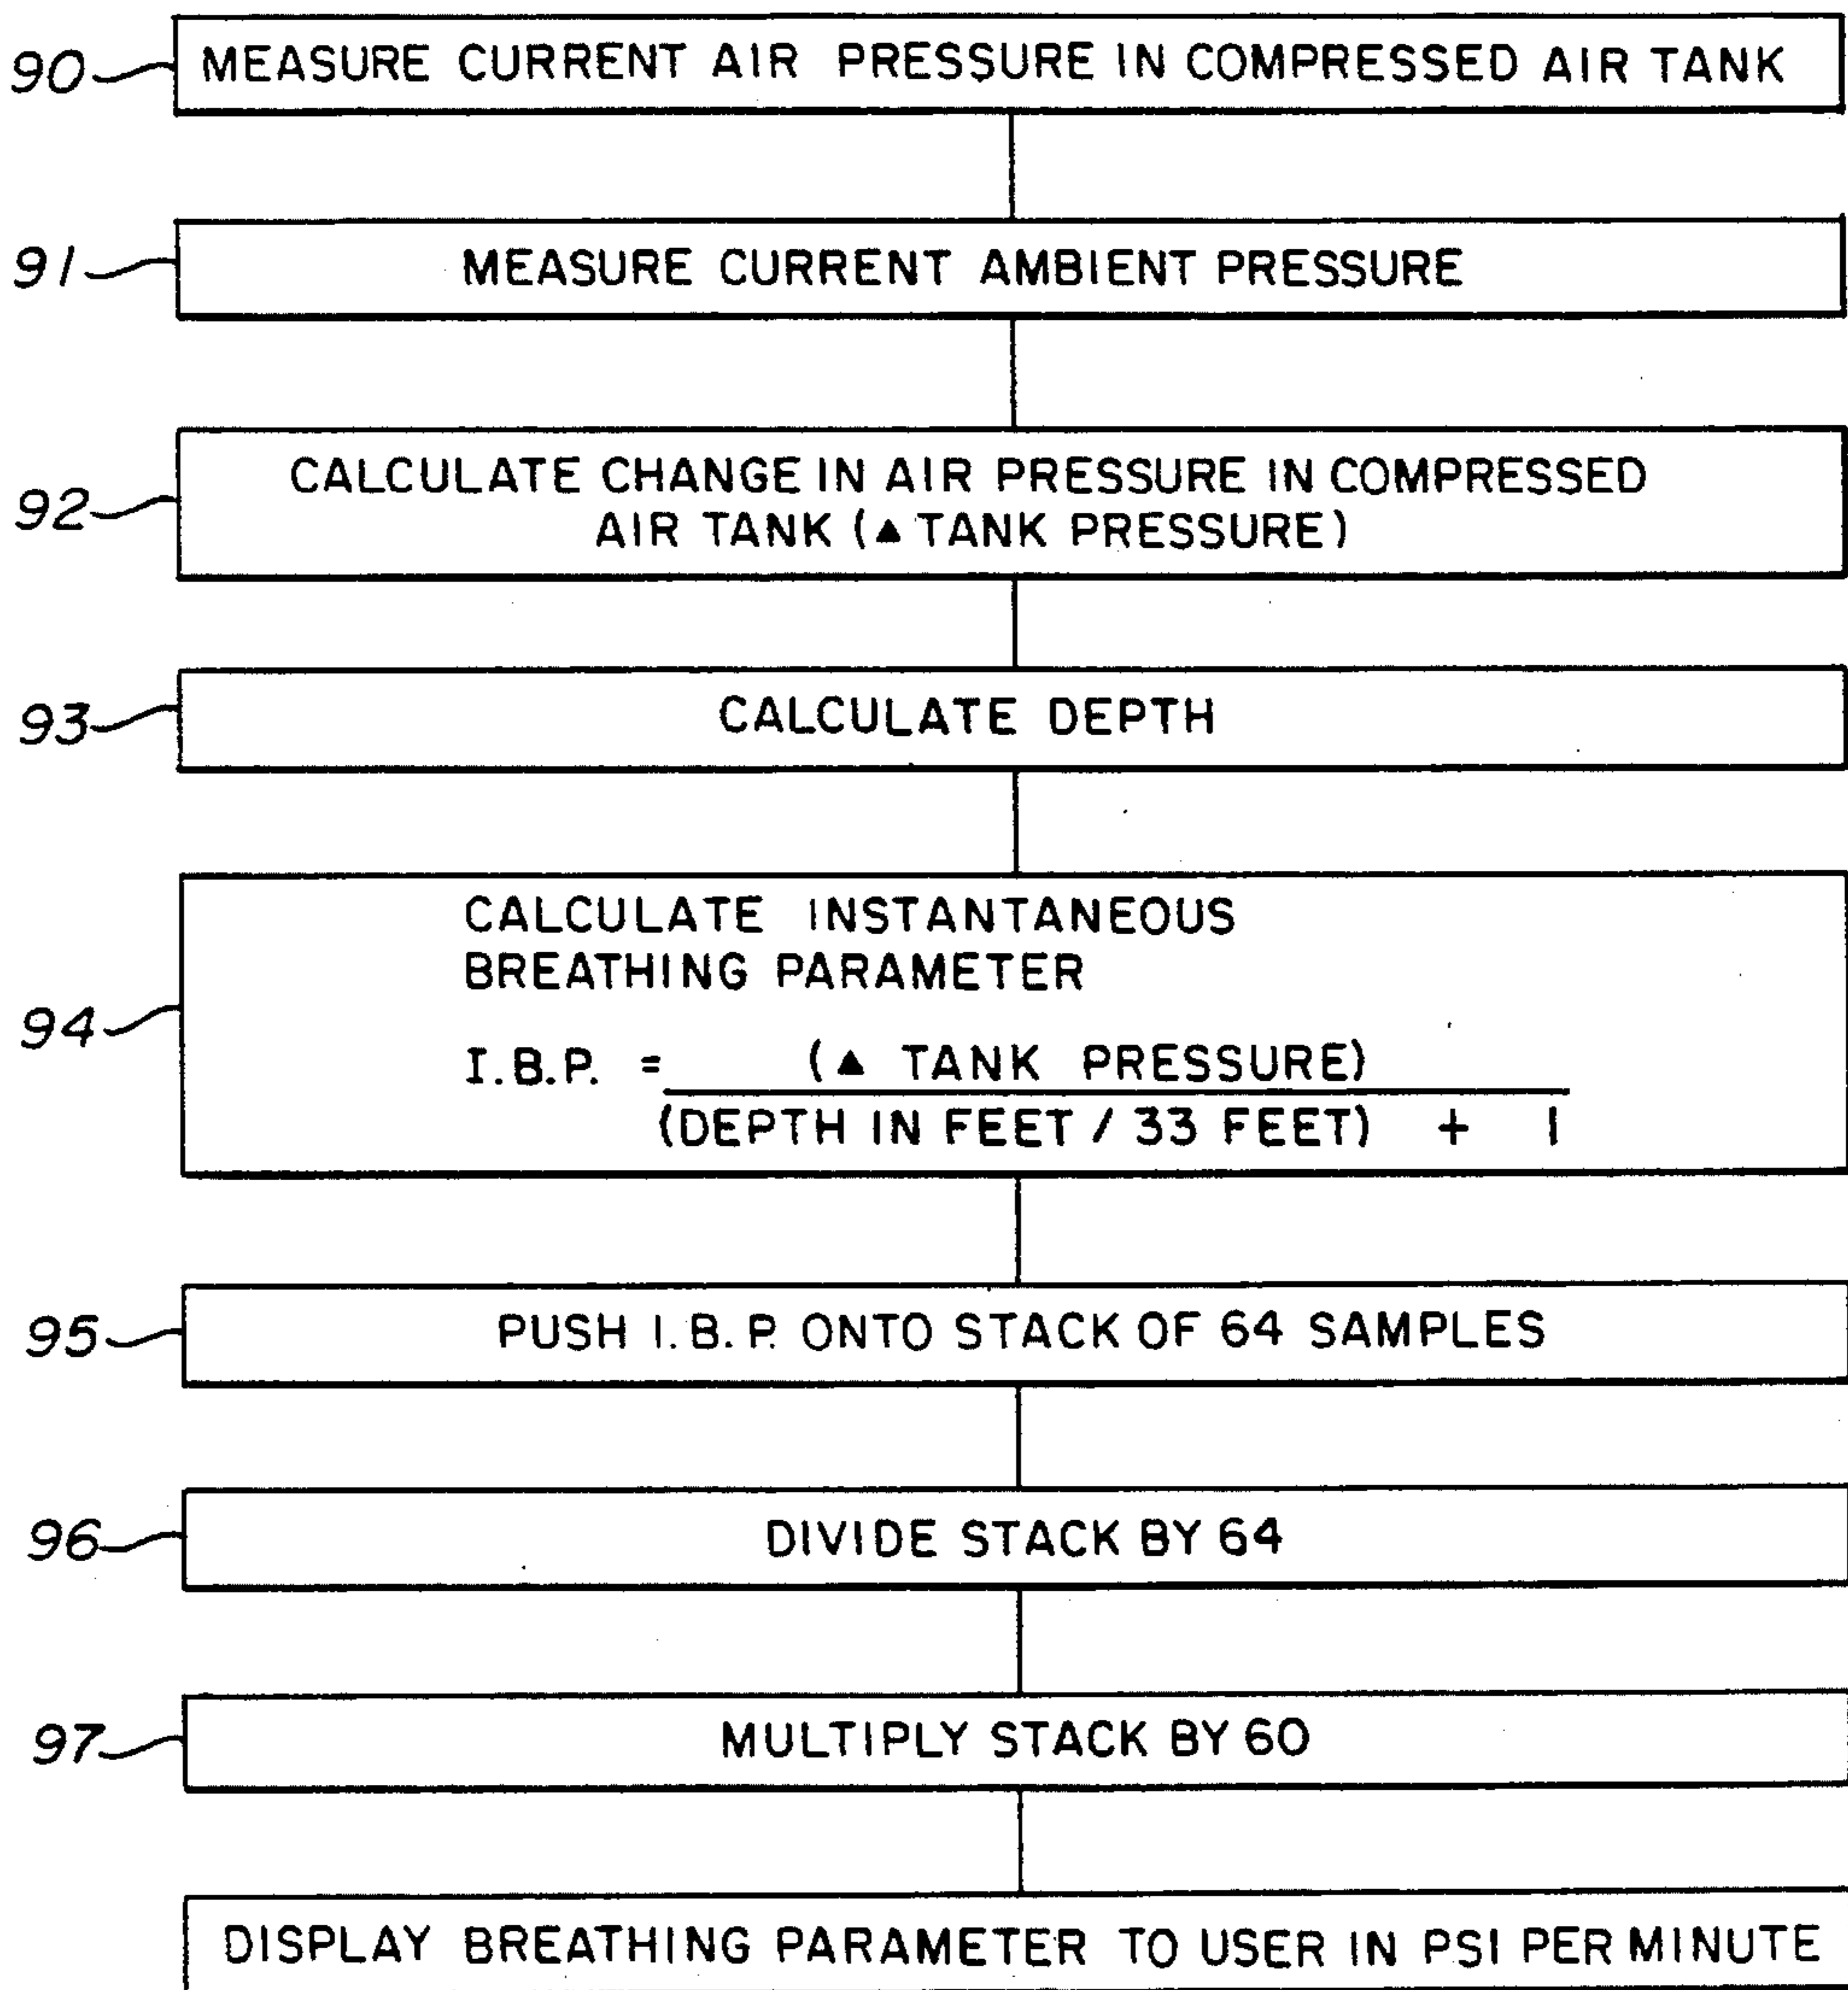 90 MEASURE CURRENT AIR PRESSURE IN COMPRESSED AIR TANK
91 MEASURE CURRENT AMBIENT PRESSURE
92 CALCULATE CHANGE IN AIR PRESSURE IN COMPRESSED
AIR TANK (▲ TANK PRESSURE)
93 CALCULATE DEPTH
CALCULATE INSTANTANEOUS
BREATHING PARAMETER
94 I.B.P. = (▲ TANK PRESSURE)
(DEPTH IN FEET / 33 FEET) + 1
95 PUSH I.B.P. ONTO STACK OF 64 SAMPLES
96 DIVIDE STACK BY 64
97 MULTIPLY STACK BY 60
DISPLAY BREATHING PARAMETER TO USER IN PSI PER MINUTE